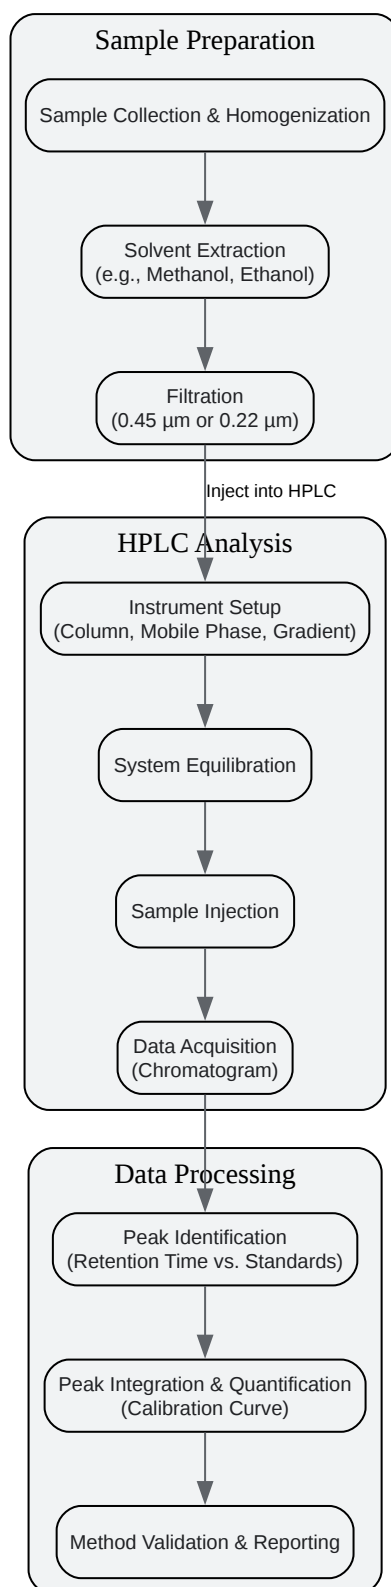 Sample Preparation
Sample Collection & Homogenization
Solvent Extraction
(e.g., Methanol, Ethanol)
Filtration
(0.45 µm or 0.22 µm)
Inject into HPLC
HPLC Analysis
Instrument Setup
(Column, Mobile Phase, Gradient)
System Equilibration
Sample Injection
Data Acquisition
(Chromatogram)
Data Processing
Peak Identification
(Retention Time vs. Standards)
Peak Integration & Quantification
(Calibration Curve)
Method Validation & Reporting